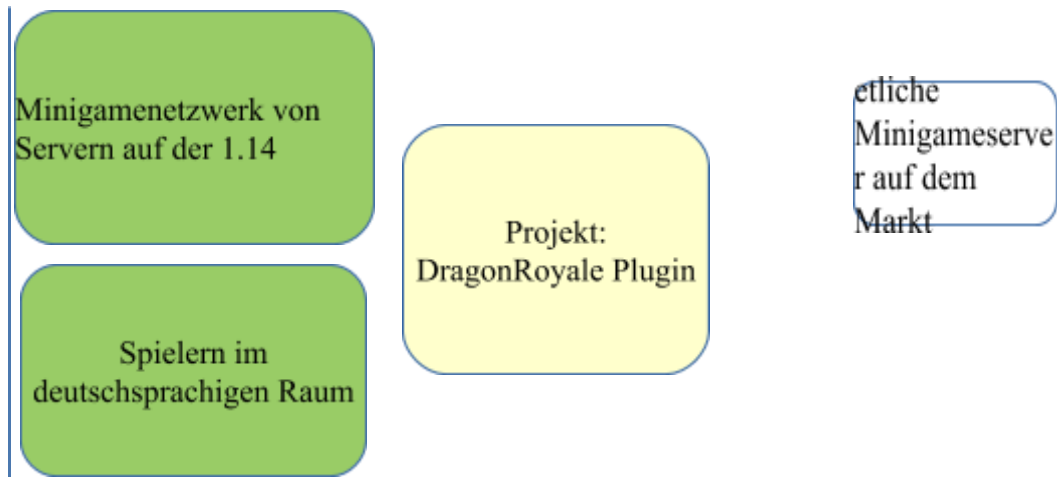 Minigamenetzwerk von
Servern auf der 1.14
Spielern im
deutschsprachigen Raum
Projekt:
DragonRoyale Plugin
etliche
Minigameserve
r auf dem
Markt